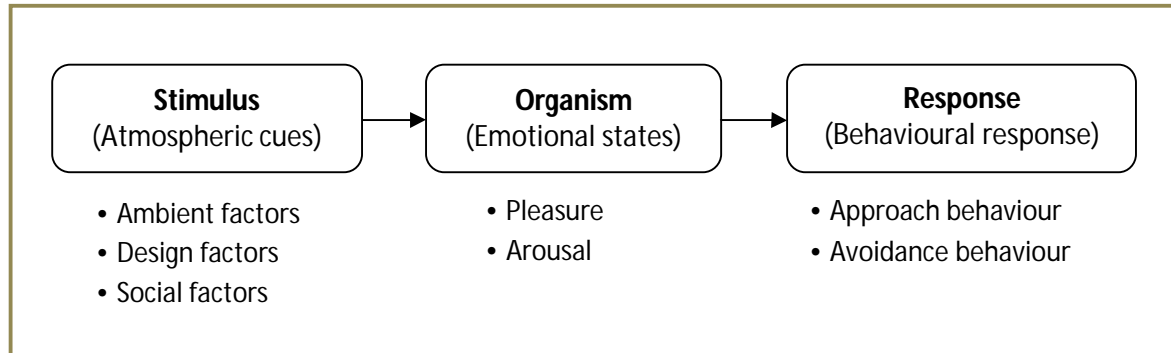 Stimulus
(Atmospheric cues)
• Ambient factors
• Design factors
• Social factors
Organism
(Emotional states)
• Pleasure
• Arousal
Response
(Behavioural response)
• Approach behaviour
• Avoidance behaviour